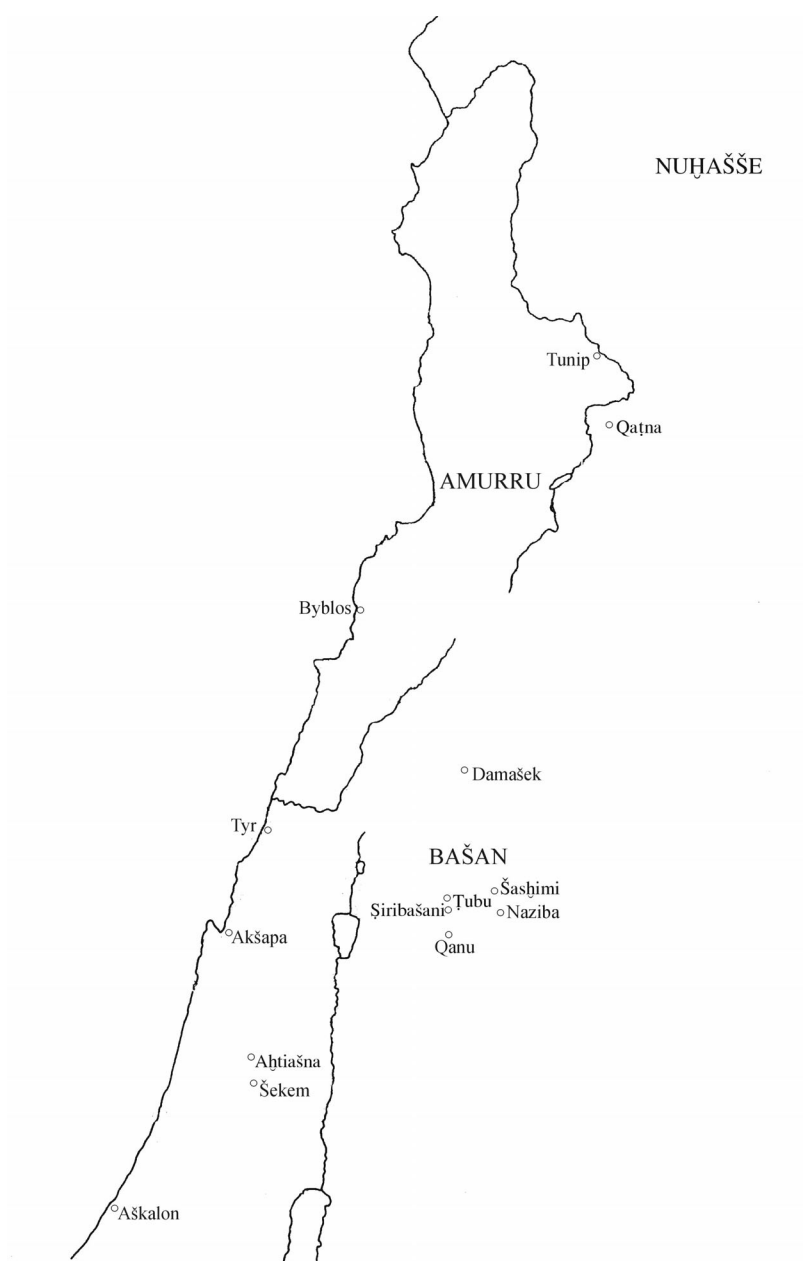 NUḪAŠŠE
Tunip
Qaṭna
AMURRU
Byblos
Damašek
Tyr
BAŠAN
Šasḫimi
Ṭubu
Ṣiribašani
Naziba
Akšapa
Qanu
Aḫtiašna
Šekem
Aškalon